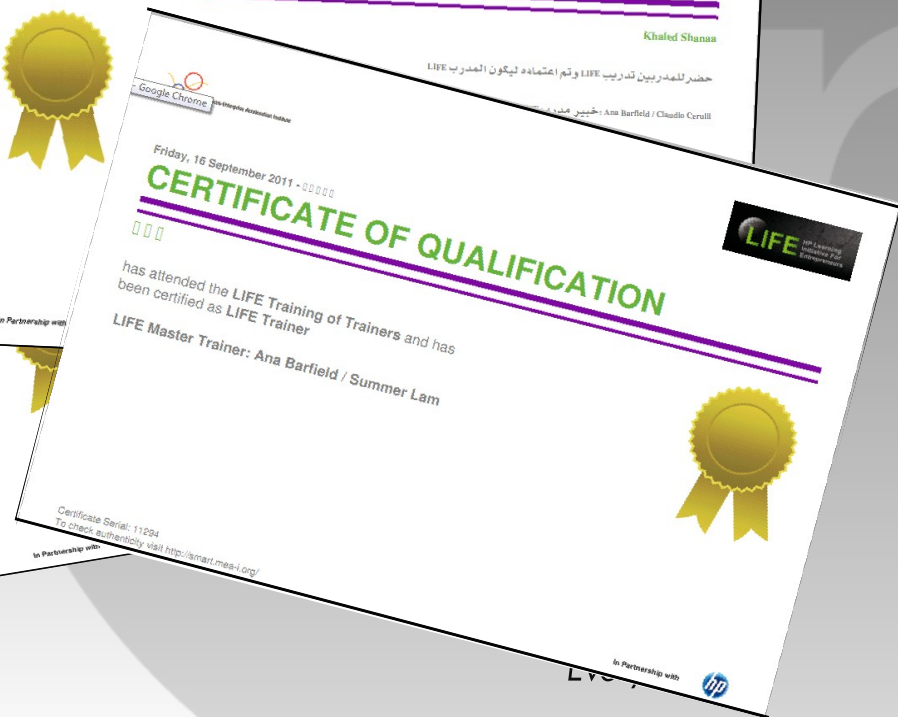 Khaled Shanaa
حضر للمدربين تدريب LIFE وتم اعتماده ليكون المدرب LIFE
خبير مدرب
: Ana Barfield / Claudio Cerulli
Google Chrome
Friday, 16 September 2011 - ▯▯▯▯▯
CERTIFICATE OF QUALIFICATION
▯▯▯
LIFE HP Learning
Initiative For
Entrepreneurs
has attended the LIFE Training of Trainers and has
been certified as LIFE Trainer
LIFE Master Trainer: Ana Barfield / Summer Lam
Certificate Serial: 11294
To check authenticity visit http://smart.mea-i.org/
In Partnership with
hp
n Partnership with
In Partnership with